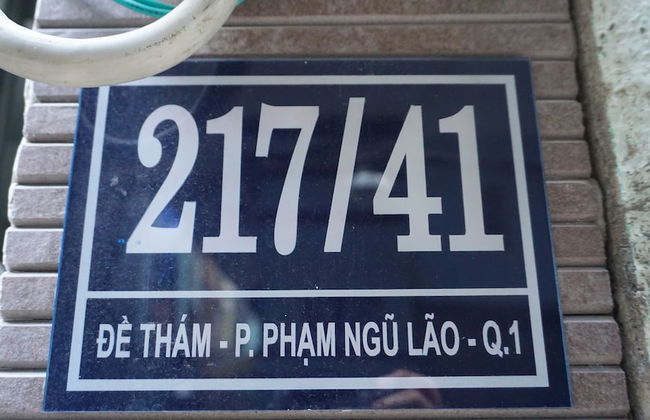 217/41
ĐỀ THÁM - P. PHẠM NGŨ LÃO - Q.1